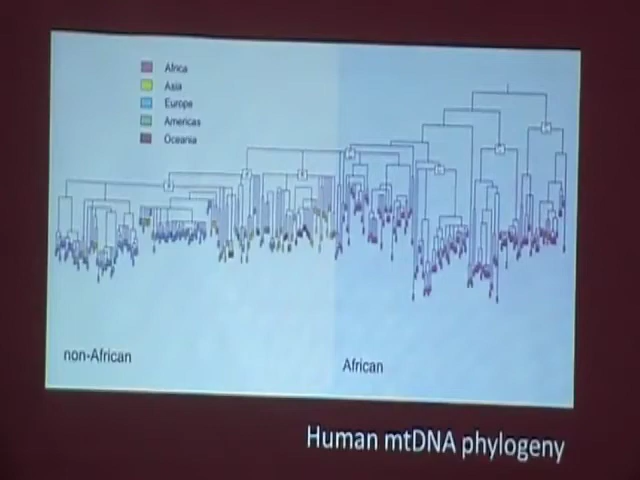 Africa
Asia
Europe
Americas
Oceania
non-African
African
Human mtDNA phylogeny